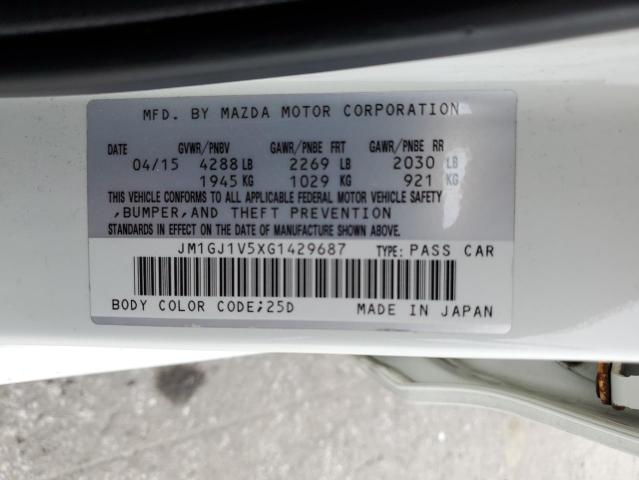 MFD. BY MAZDA MOTOR CORPORATION
DATE GVWR/PNBV GAWR/PNBE FRT GAWR/PNBE RR
04/15 4288 LB 2269 LB 2030 LB
1945 KG 1029 KG 921 KG
THIS VEHICLE CONFORMS TO ALL APPLICABLE FEDERAL MOTOR VEHICLE SAFETY
,BUMPER,AND THEFT PREVENTION
STANDARDS IN EFFECT ON THE DATE OF MANUFACTURE SHOWN ABOVE.
JM1GJ1V5XG1429687 TYPE: PASS CAR
BODY COLOR CODE;25D MADE IN JAPAN